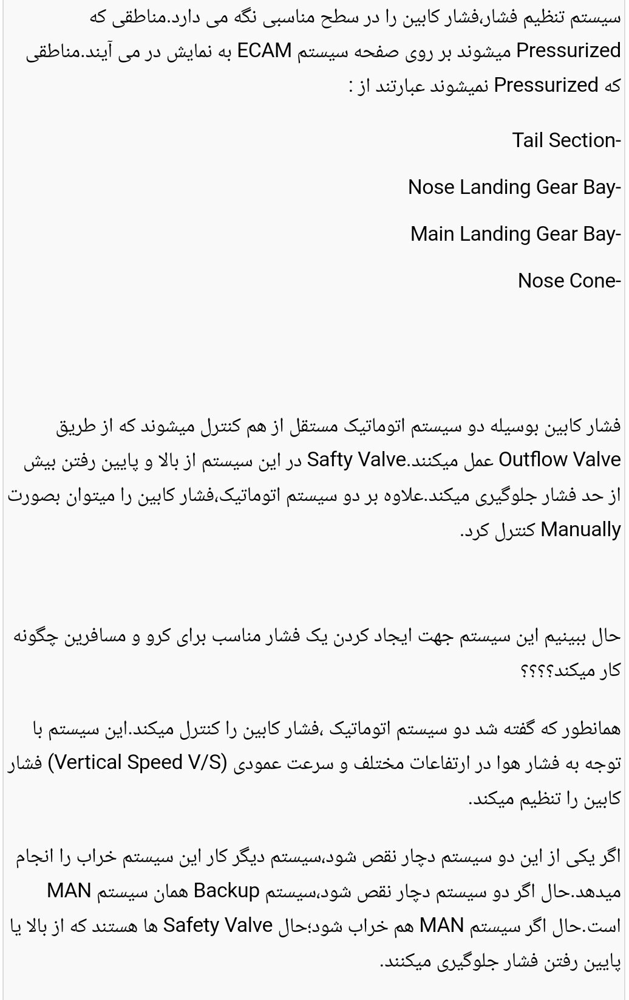 سیستم تنظیم فشار،فشار کابین را در سطح مناسبی نگه می دارد.مناطقی که
Pressurized میشوند بر روی صفحه سیستم ECAM به نمایش در می آیند.مناطقی
که Pressurized نمیشوند عبارتند از :
-Tail Section
-Nose Landing Gear Bay
-Main Landing Gear Bay
-Nose Cone
فشار کابین بوسیله دو سیستم اتوماتیک مستقل از هم کنترل میشوند که از طریق
Outflow Valve عمل میکنند.Safty Valve در این سیستم از بالا و پایین رفتن بیش
از حد فشار جلوگیری میکند.علاوه بر دو سیستم اتوماتیک،فشار کابین را میتوان بصورت
Manually کنترل کرد.
حال ببینیم این سیستم جهت ایجاد کردن یک فشار مناسب برای کرو و مسافرین چگونه
کار میکند؟؟؟؟
همانطور که گفته شد دو سیستم اتوماتیک ،فشار کابین را کنترل میکند.این سیستم با
توجه به فشار هوا در ارتفاعات مختلف و سرعت عمودی (Vertical Speed V/S) فشار
کابین را تنظیم میکند.
اگر یکی از این دو سیستم دچار نقص شود،سیستم دیگر کار این سیستم خراب را انجام
میدهد.حال اگر دو سیستم دچار نقص شود،سیستم Backup همان سیستم MAN
است.حال اگر سیستم MAN هم خراب شود؛حال Safety Valve ها هستند که از بالا یا
پایین رفتن فشار جلوگیری میکنند.